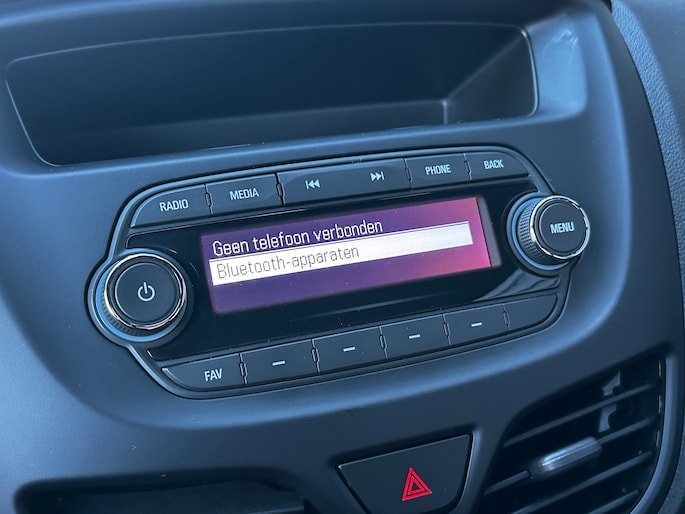 RADIO MEDIA PHONE BACK
Geen telefoon verbonden
Bluetooth-apparaten
MENU
FAV